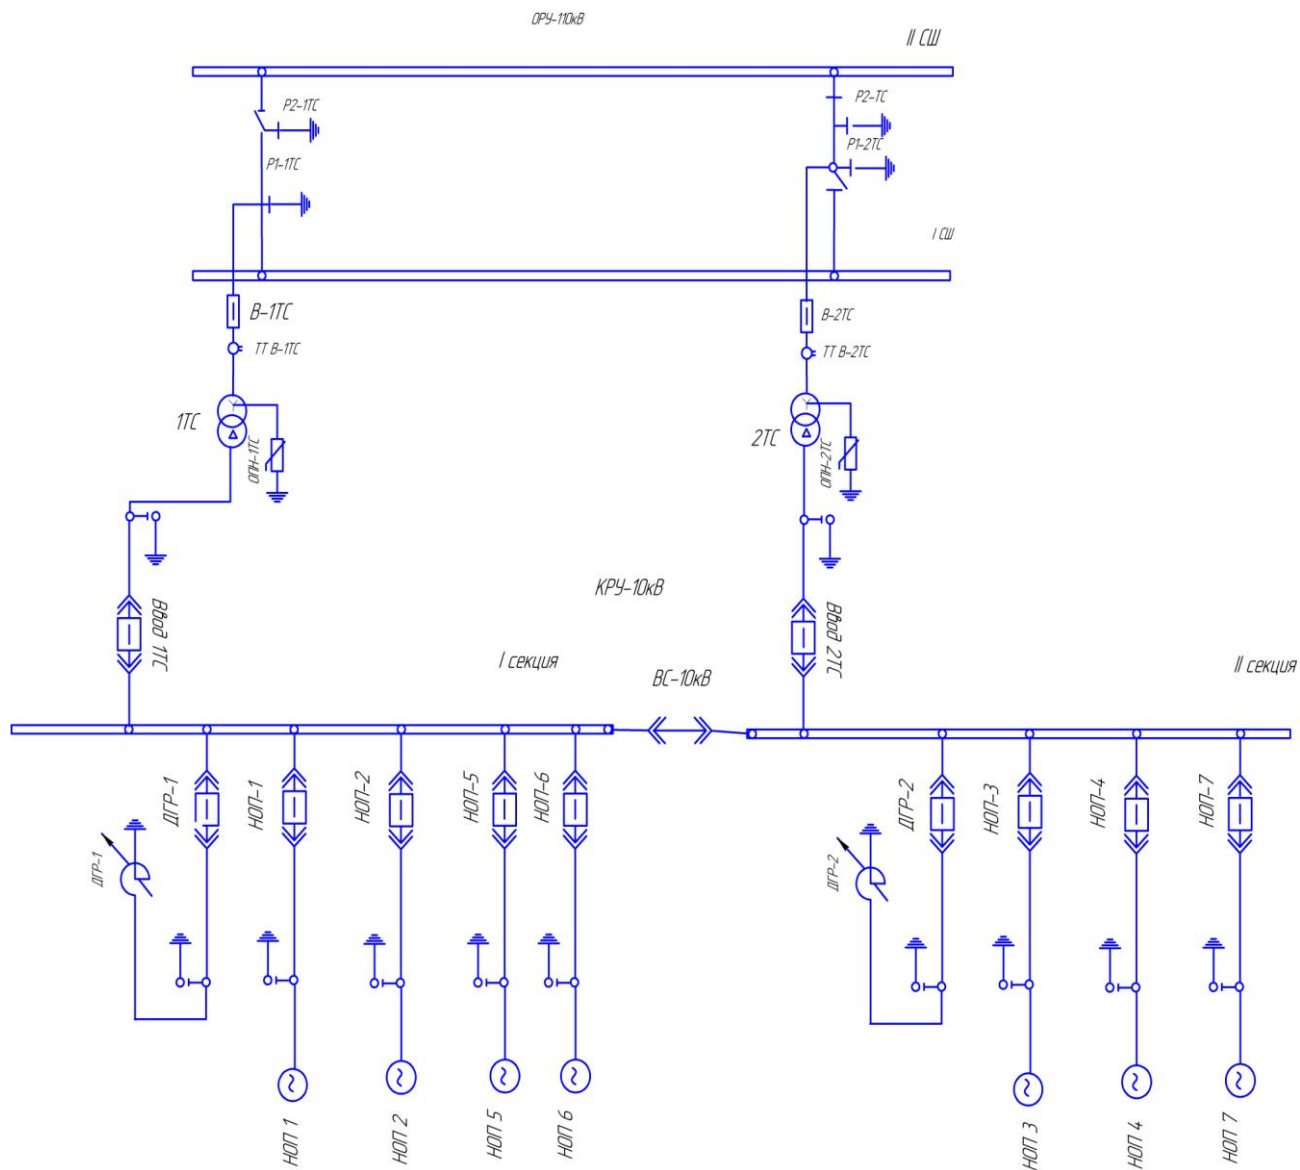 ОРУ-110кВ
II СШ
Р2-1ТС
Р2-ТС
Р1-2ТС
Р1-1ТС
I СШ
В-1ТС
В-2ТС
ТТ В-1ТС
ТТ В-2ТС
1ТС
2ТС
ОПН-1ТС
ОПН-2ТС
КРУ-10кВ
Ввод 1ТС
Ввод 2ТС
I секция
II секция
ВС-10кВ
ДГР-1
НОП-1
НОП-2
НОП-5
НОП-6
ДГР-2
НОП-3
НОП-4
НОП-7
ДГР-1
ДГР-2
НОП 1
НОП 2
НОП 5
НОП 6
НОП 3
НОП 4
НОП 7